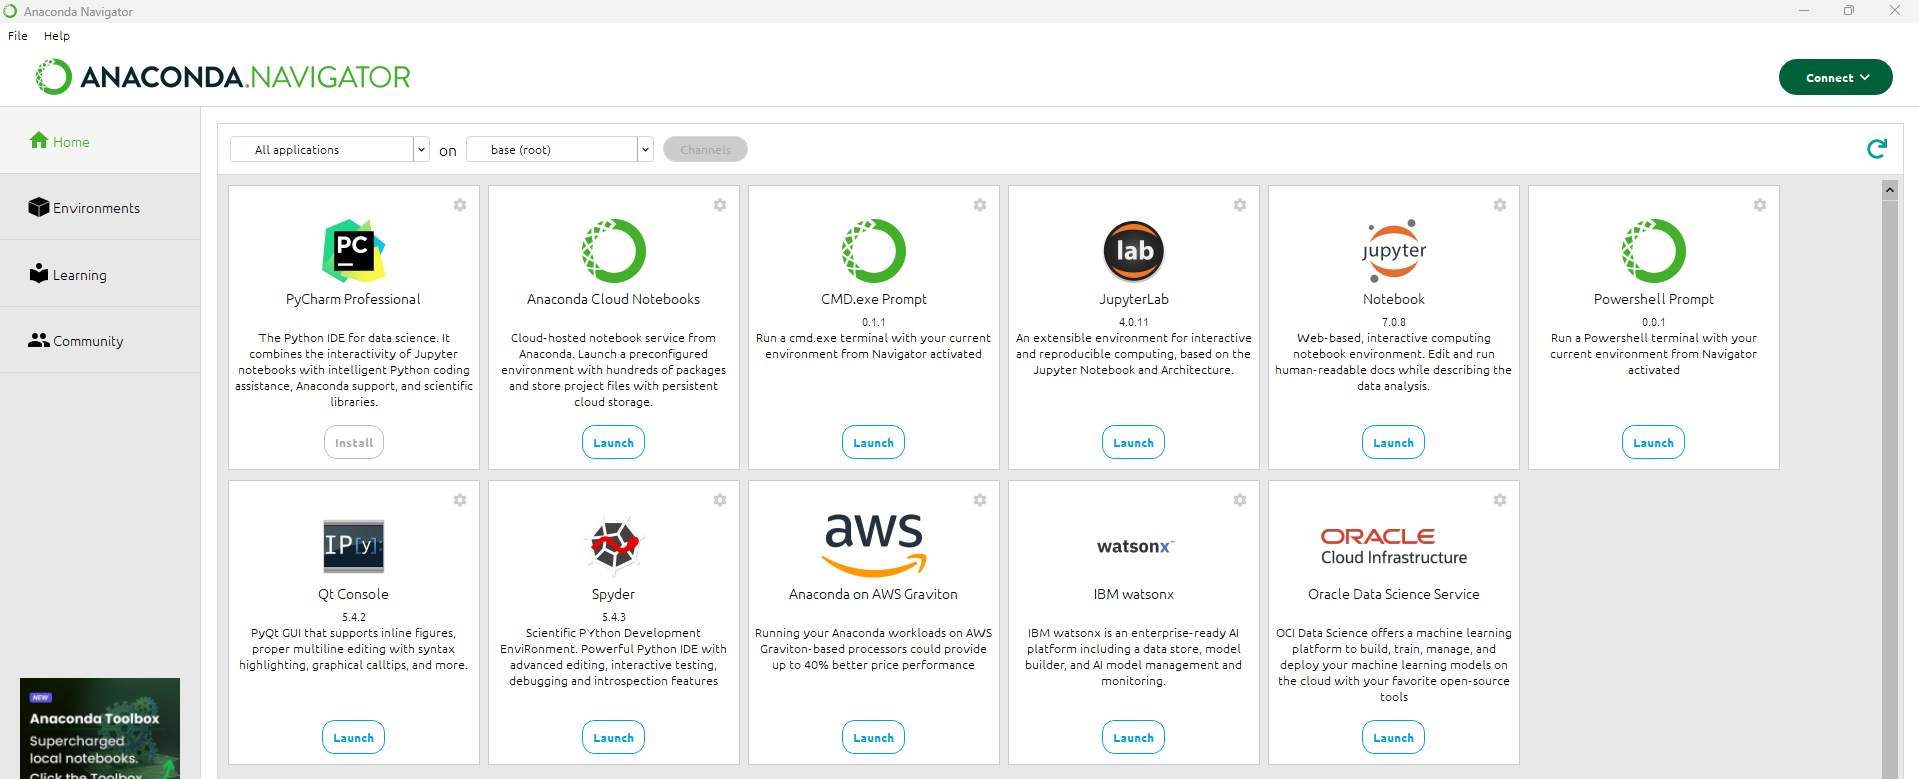 Anaconda Navigator
File Help
ANACONDA.NAVIGATOR
Connect
Home
Environments
Learning
Community
NEW
Anaconda Toolbox
Supercharged
local notebooks.
Click the Toolbox
All applications on base (root) Channels
PC
PyCharm Professional
The Python IDE for data science. It
combines the interactivity of Jupyter
notebooks with intelligent Python coding
assistance, Anaconda support, and scientific
libraries.
Install
Anaconda Cloud Notebooks
Cloud-hosted notebook service from
Anaconda. Launch a preconfigured
environment with hundreds of packages
and store project files with persistent
cloud storage.
Launch
CMD.exe Prompt
0.1.1
Run a cmd.exe terminal with your current
environment from Navigator activated
Launch
lab
JupyterLab
4.0.11
An extensible environment for interactive
and reproducible computing, based on the
Jupyter Notebook and Architecture.
Launch
jupyter
Notebook
7.0.8
Web-based, interactive computing
notebook environment. Edit and run
human-readable docs while describing the
data analysis.
Launch
Powershell Prompt
0.0.1
Run a Powershell terminal with your
current environment from Navigator
activated
Launch
IP[y]:
Qt Console
5.4.2
PyQt GUI that supports inline figures,
proper multiline editing with syntax
highlighting, graphical calltips, and more.
Launch
Spyder
5.4.3
Scientific PYthon Development
EnviRonment. Powerful Python IDE with
advanced editing, interactive testing,
debugging and introspection features
Launch
aws
Anaconda on AWS Graviton
Running your Anaconda workloads on AWS
Graviton-based processors could provide
up to 40% better price performance
Launch
watsonx™
IBM watsonx
IBM watsonx is an enterprise-ready AI
platform including a data store, model
builder, and AI model management and
monitoring.
Launch
ORACLE
Cloud Infrastructure
Oracle Data Science Service
OCI Data Science offers a machine learning
platform to build, train, manage, and
deploy your machine learning models on
the cloud with your favorite open-source
tools
Launch